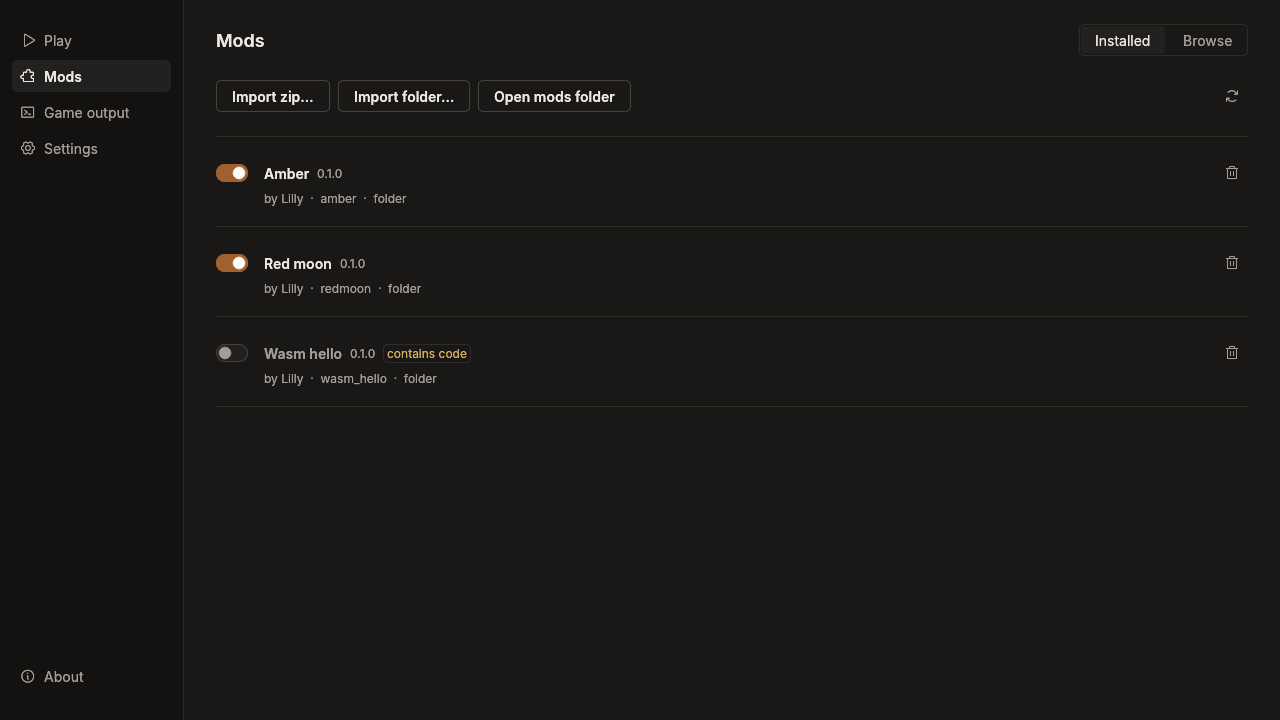 Play
Mods
Game output
Settings
About
Mods
Installed
Browse
Import zip...
Import folder...
Open mods folder
Amber 0.1.0
by Lilly · amber · folder
Red moon 0.1.0
by Lilly · redmoon · folder
Wasm hello 0.1.0 contains code
by Lilly · wasm_hello · folder